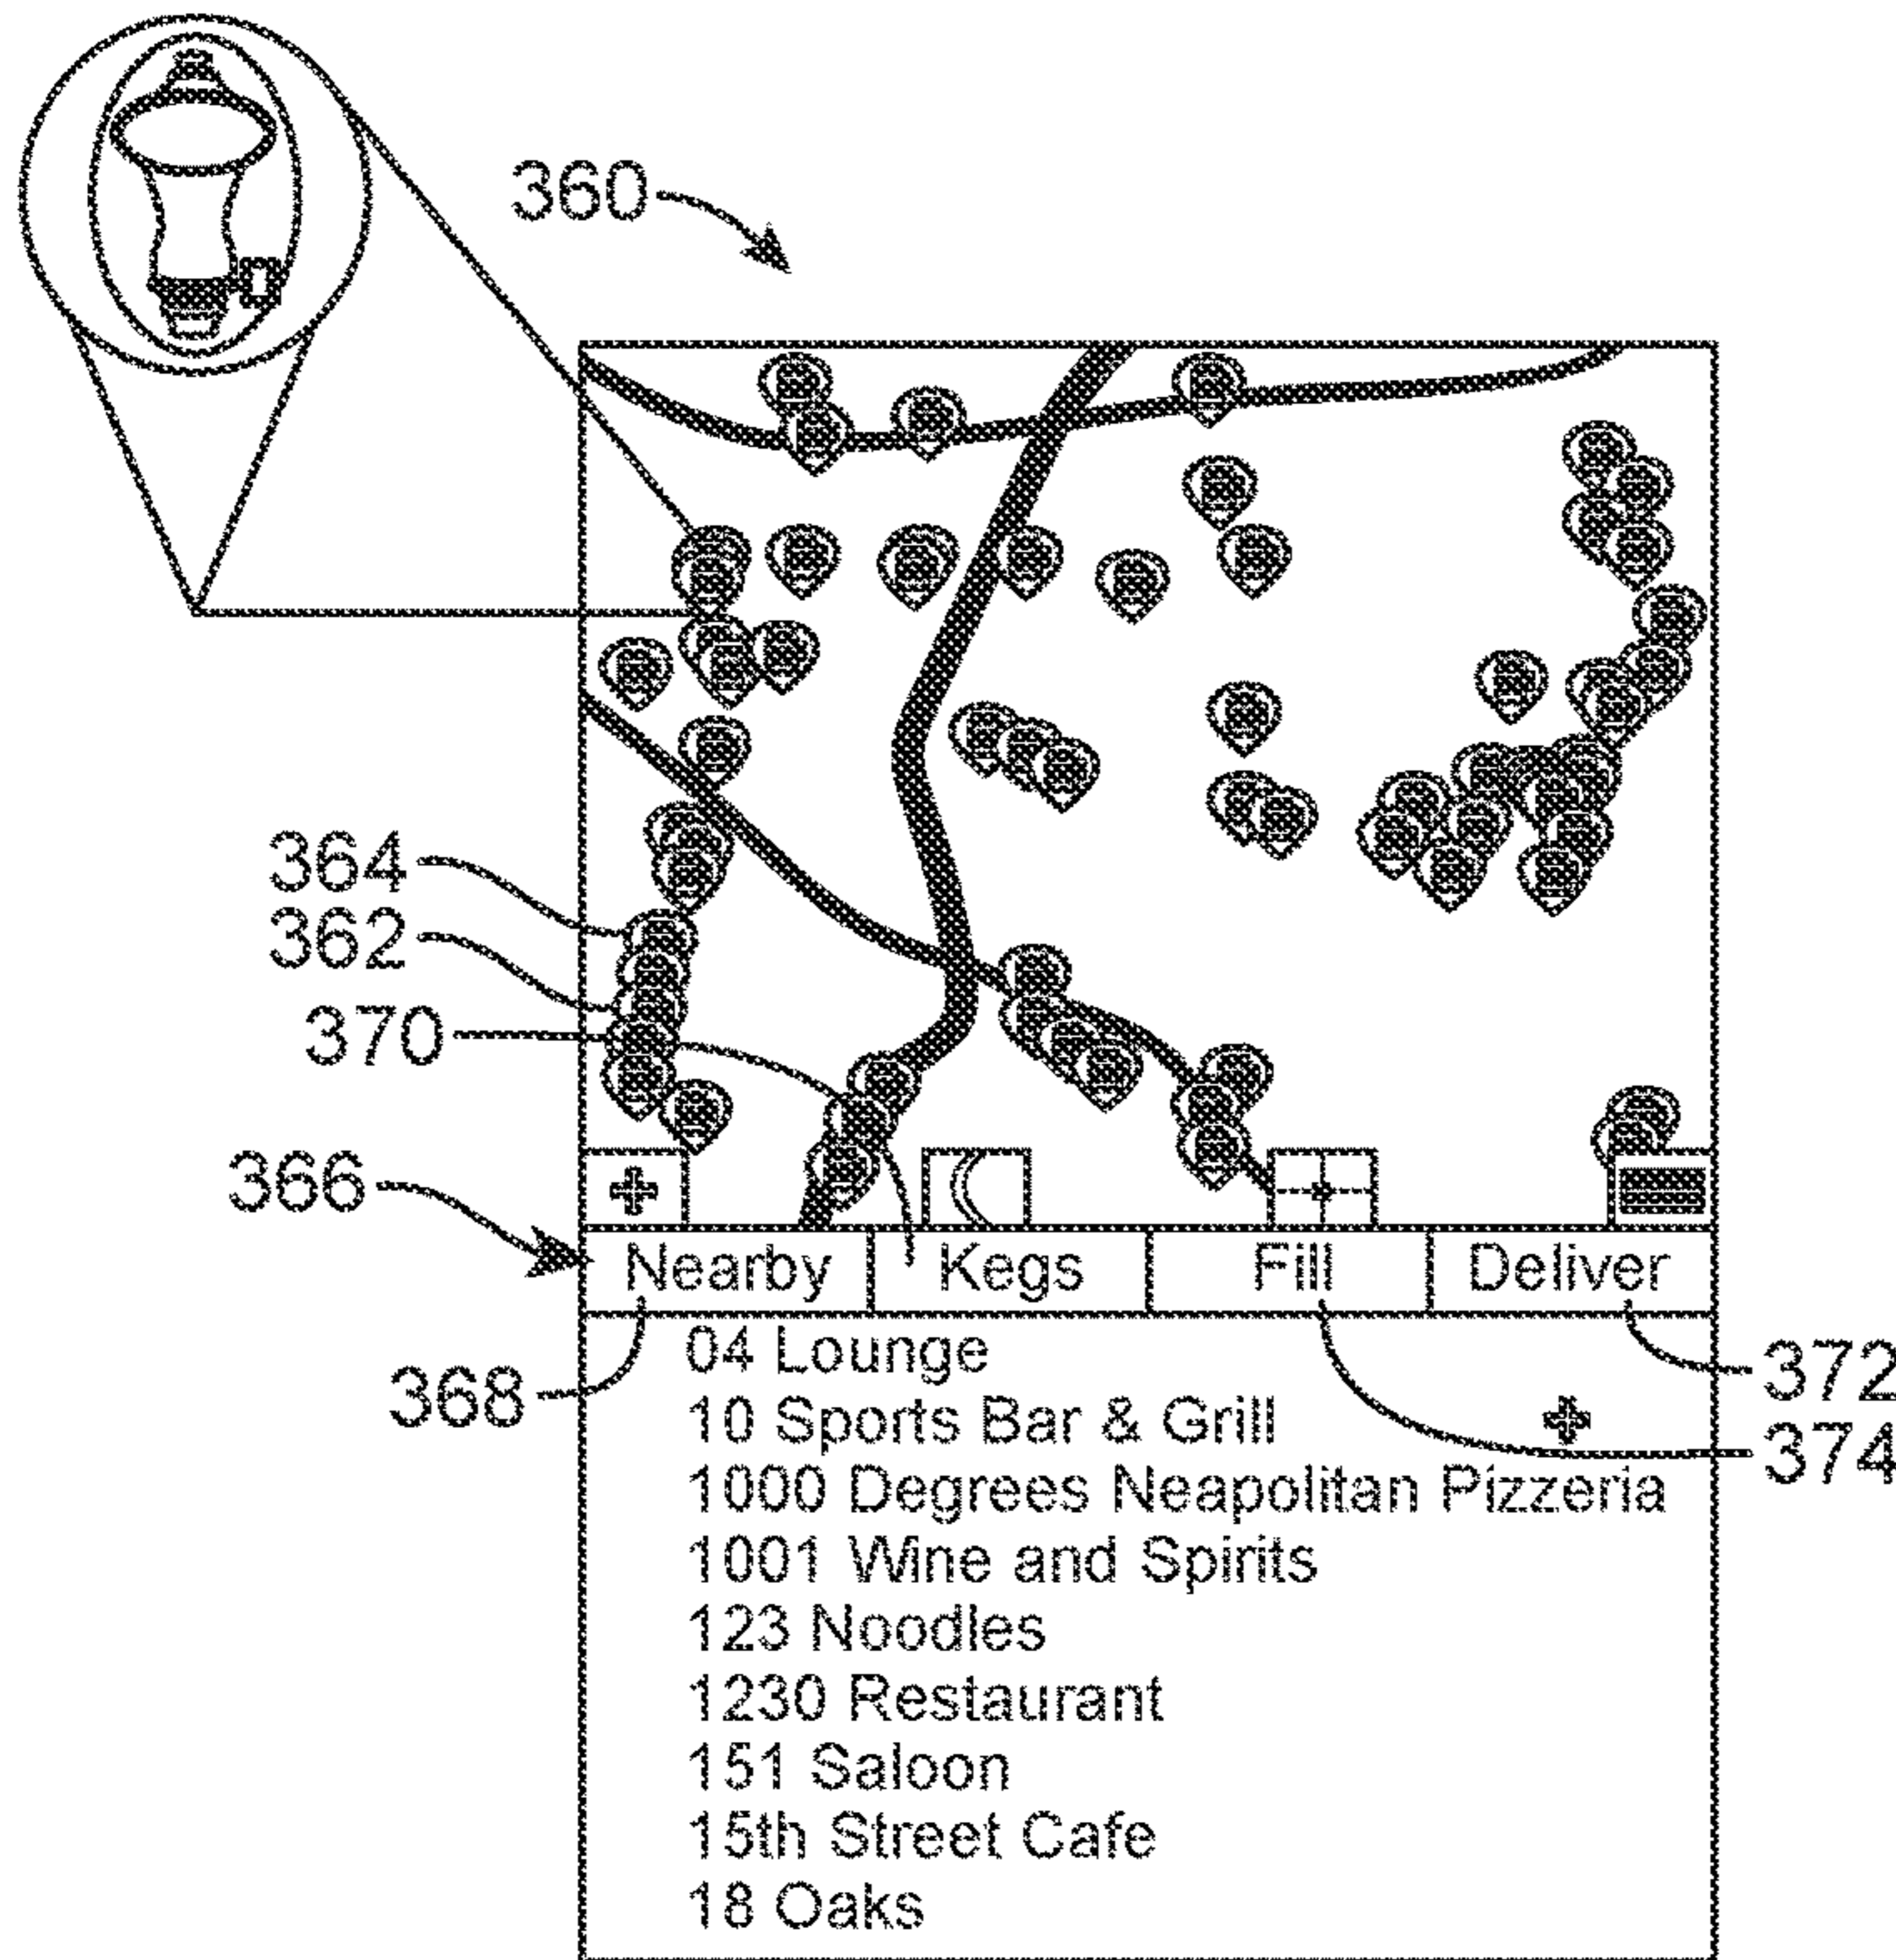 360
364
362
370
366
Nearby Kegs Fill Deliver
368
372
374
04 Lounge
10 Sports Bar & Grill
1000 Degrees Neapolitan Pizzeria
1001 Wine and Spirits
123 Noodles
1230 Restaurant
151 Saloon
15th Street Cafe
18 Oaks